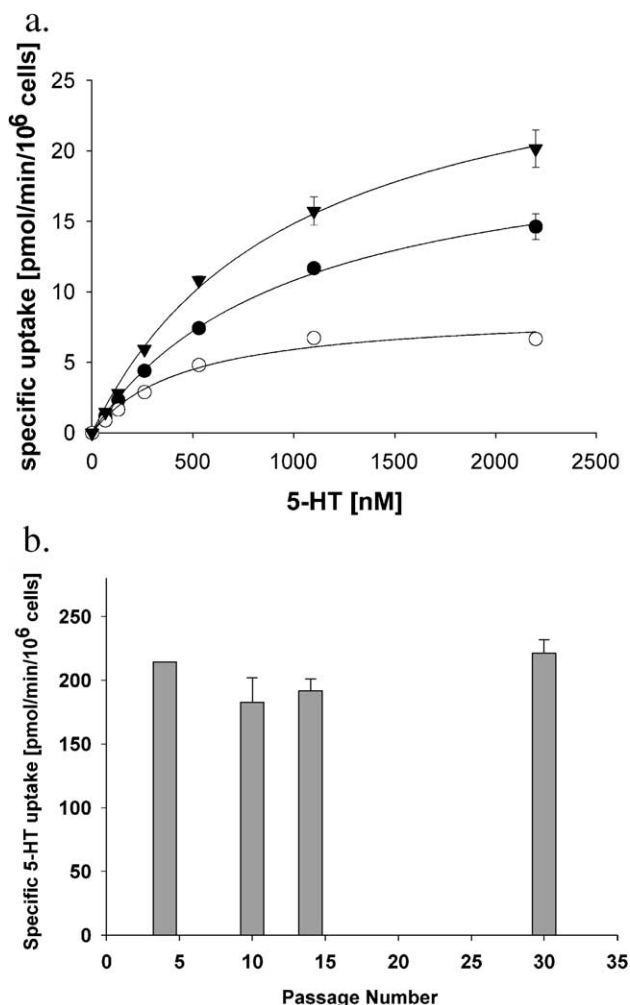 a.
specific uptake [pmol/min/10⁶ cells]
25
20
15
10
5
0
0 500 1000 1500 2000 2500
5-HT [nM]
b.
Specific 5-HT uptake [pmol/min/10⁶ cells]
250
200
150
100
50
0
0 5 10 15 20 25 30 35
Passage Number